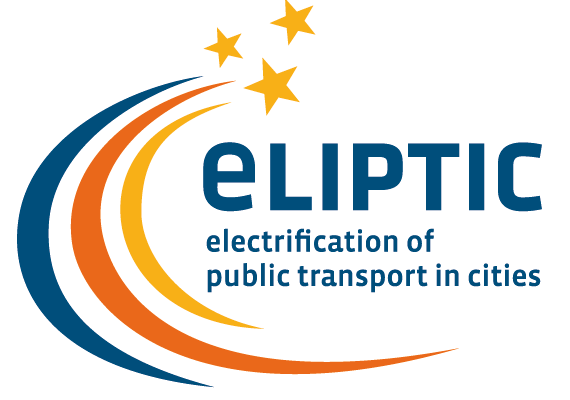 eLIPTIC
electrification of
public transport in cities